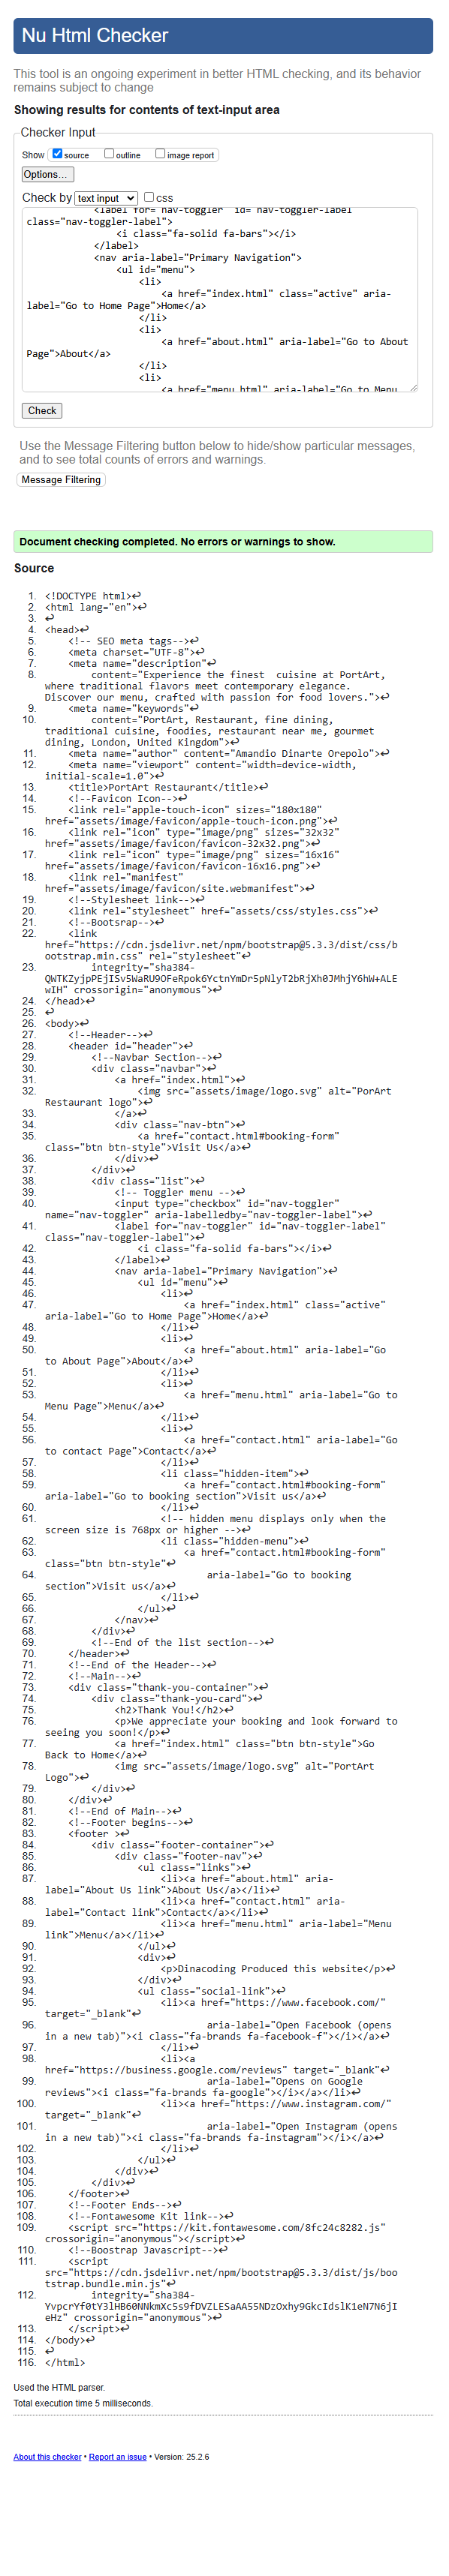 Nu Html Checker
This tool is an ongoing experiment in better HTML checking, and its behavior
remains subject to change
Showing results for contents of text-input area
Checker Input
Show source outline image report
Options…
Check by text input css
<label for="nav-toggler" id="nav-toggler-label"
class="nav-toggler-label">
<i class="fa-solid fa-bars"></i>
</label>
<nav aria-label="Primary Navigation">
<ul id="menu">
<li>
<a href="index.html" class="active" aria-
label="Go to Home Page">Home</a>
</li>
<li>
<a href="about.html" aria-label="Go to About
Page">About</a>
</li>
<li>
<a href="menu.html" aria-label="Go to Menu
Check
Use the Message Filtering button below to hide/show particular messages,
and to see total counts of errors and warnings.
Message Filtering
Document checking completed. No errors or warnings to show.
Source
1. <!DOCTYPE html>↩
2. <html lang="en">↩
3. ↩
4. <head>↩
5. <!-- SEO meta tags-->↩
6. <meta charset="UTF-8">↩
7. <meta name="description"↩
8. content="Experience the finest  cuisine at PortArt,
where traditional flavors meet contemporary elegance.
Discover our menu, crafted with passion for food lovers.">↩
9. <meta name="keywords"↩
10. content="PortArt, Restaurant, fine dining,
traditional cuisine, foodies, restaurant near me, gourmet
dining, London, United Kingdom">↩
11. <meta name="author" content="Amandio Dinarte Orepolo">↩
12. <meta name="viewport" content="width=device-width,
initial-scale=1.0">↩
13. <title>PortArt Restaurant</title>↩
14. <!--Favicon Icon-->↩
15. <link rel="apple-touch-icon" sizes="180x180"
href="assets/image/favicon/apple-touch-icon.png">↩
16. <link rel="icon" type="image/png" sizes="32x32"
href="assets/image/favicon/favicon-32x32.png">↩
17. <link rel="icon" type="image/png" sizes="16x16"
href="assets/image/favicon/favicon-16x16.png">↩
18. <link rel="manifest"
href="assets/image/favicon/site.webmanifest">↩
19. <!--Stylesheet link-->↩
20. <link rel="stylesheet" href="assets/css/styles.css">↩
21. <!--Bootsrap-->↩
22. <link
href="https://cdn.jsdelivr.net/npm/bootstrap@5.3.3/dist/css/b
ootstrap.min.css" rel="stylesheet"
23. integrity="sha384-
QWTKZyjpPEjISv5WaRU9OFeRpok6YctnYmDr5pNlyT2bRjXh0JMhjY6hW+ALE
wIH" crossorigin="anonymous">↩
24. </head>↩
25. ↩
26. <body>↩
27. <!--Header-->↩
28. <header id="header">↩
29. <!--Navbar Section-->↩
30. <div class="navbar">↩
31. <a href="index.html">↩
32. <img src="assets/image/logo.svg" alt="PorArt
Restaurant logo">↩
33. </a>↩
34. <div class="nav-btn">↩
35. <a href="contact.html#booking-form"
class="btn btn-style">Visit Us</a>↩
36. </div>↩
37. </div>↩
38. <div class="list">↩
39. <!-- Toggler menu -->↩
40. <input type="checkbox" id="nav-toggler"
name="nav-toggler" aria-labelledby="nav-toggler-label">↩
41. <label for="nav-toggler" id="nav-toggler-label"
class="nav-toggler-label">↩
42. <i class="fa-solid fa-bars"></i>↩
43. </label>↩
44. <nav aria-label="Primary Navigation">↩
45. <ul id="menu">↩
46. <li>↩
47. <a href="index.html" class="active"
aria-label="Go to Home Page">Home</a>↩
48. </li>↩
49. <li>↩
50. <a href="about.html" aria-label="Go
to About Page">About</a>↩
51. </li>↩
52. <li>↩
53. <a href="menu.html" aria-label="Go to
Menu Page">Menu</a>↩
54. </li>↩
55. <li>↩
56. <a href="contact.html" aria-label="Go
to contact Page">Contact</a>↩
57. </li>↩
58. <li class="hidden-item">↩
59. <a href="contact.html#booking-form"
aria-label="Go to booking section">Visit us</a>↩
60. </li>↩
61. <!-- hidden menu displays only when the
screen size is 768px or higher -->↩
62. <li class="hidden-menu">↩
63. <a href="contact.html#booking-form"
class="btn btn-style"↩
64. aria-label="Go to booking
section">Visit us</a>↩
65. </li>↩
66. </ul>↩
67. </nav>↩
68. </div>↩
69. <!--End of the list section-->↩
70. </header>↩
71. <!--End of the Header-->↩
72. <!--Main-->↩
73. <div class="thank-you-container">↩
74. <div class="thank-you-card">↩
75. <h2>Thank You!</h2>↩
76. <p>We appreciate your booking and look forward to
seeing you soon!</p>↩
77. <a href="index.html" class="btn btn-style">Go
Back to Home</a>↩
78. <img src="assets/image/logo.svg" alt="PortArt
Logo">↩
79. </div>↩
80. </div>↩
81. <!--End of Main-->↩
82. <!--Footer begins-->↩
83. <footer >↩
84. <div class="footer-container">↩
85. <div class="footer-nav">↩
86. <ul class="links">↩
87. <li><a href="about.html" aria-
label="About Us link">About Us</a></li>↩
88. <li><a href="contact.html" aria-
label="Contact link">Contact</a></li>↩
89. <li><a href="menu.html" aria-label="Menu
link">Menu</a></li>↩
90. </ul>↩
91. <div>↩
92. <p>Dinacoding Produced this website</p>↩
93. </div>↩
94. <ul class="social-link">↩
95. <li><a href="https://www.facebook.com/"
target="_blank"↩
96. aria-label="Open Facebook (opens
in a new tab)"><i class="fa-brands fa-facebook-f"></i></a>↩
97. </li>↩
98. <li><a
href="https://business.google.com/reviews" target="_blank"↩
99. aria-label="Opens on Google
reviews"><i class="fa-brands fa-google"></i></a></li>↩
100. <li><a href="https://www.instagram.com/"
target="_blank"↩
101. aria-label="Open Instagram (opens
in a new tab)"><i class="fa-brands fa-instagram"></i></a>↩
102. </li>↩
103. </ul>↩
104. </div>↩
105. </div>↩
106. </footer>↩
107. <!--Footer Ends-->↩
108. <!--Fontawesome Kit link-->↩
109. <script src="https://kit.fontawesome.com/8fc24c8282.js"
crossorigin="anonymous"></script>↩
110. <!--Boostrap Javascript-->↩
111. <script
src="https://cdn.jsdelivr.net/npm/bootstrap@5.3.3/dist/js/boo
tstrap.bundle.min.js"↩
112. integrity="sha384-
YvpcrYf0tY3lHB60NNkmXc5s9fDVZLESaAA55NDzOxhy9GkcIdslK1eN7N6jI
eHz" crossorigin="anonymous">↩
113. </script>↩
114. </body>↩
115. ↩
116. </html>
Used the HTML parser.
Total execution time 5 milliseconds.
About this checker • Report an issue • Version: 25.2.6